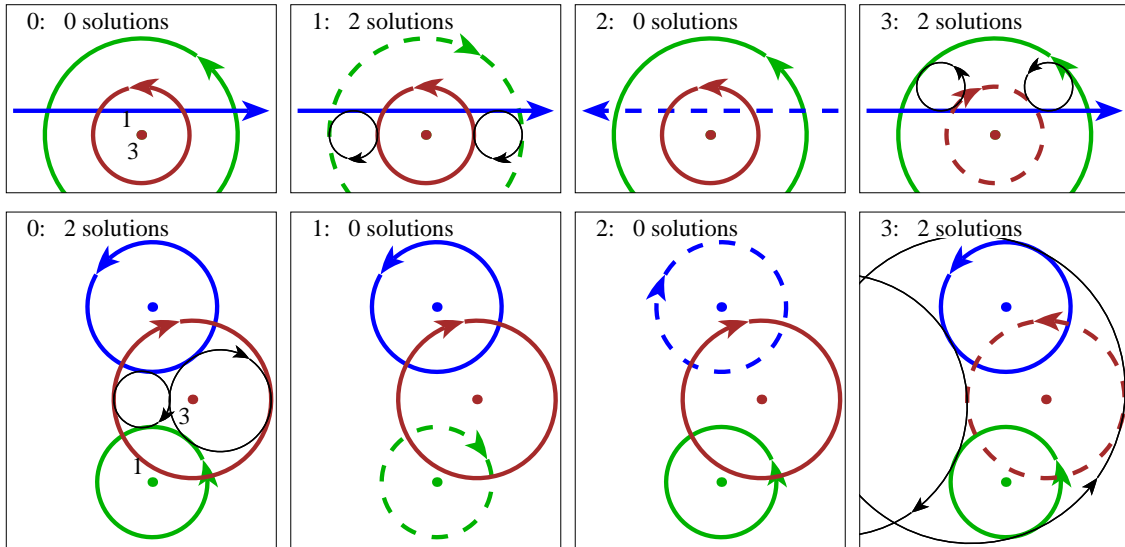 0: 0 solutions
1
3
1: 2 solutions
2: 0 solutions
3: 2 solutions
0: 2 solutions
3
1
1: 0 solutions
2: 0 solutions
3: 2 solutions